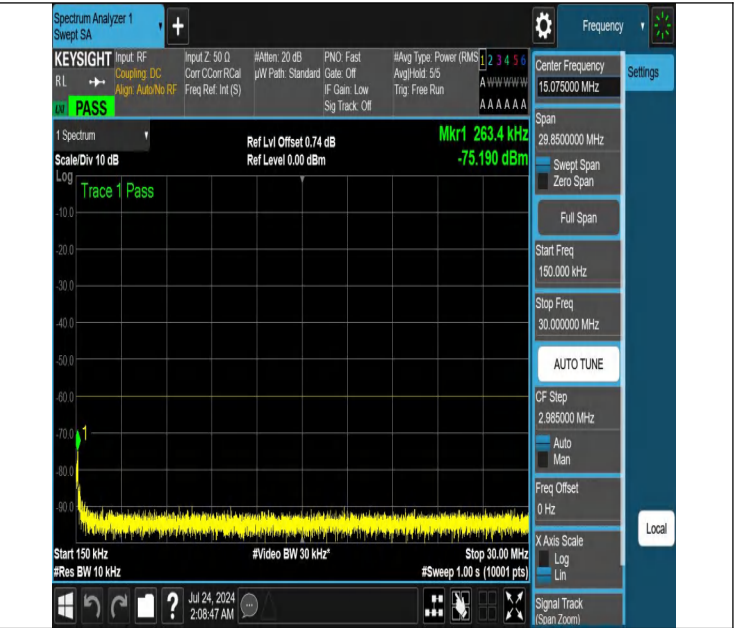 Spectrum Analyzer 1
Swept SA
+
Frequency
KEYSIGHT
RL
PASS
Input: RF
Coupling: DC
Align: Auto/No RF
Input Z: 50 Ω
Corr CCorr RCal
Freq Ref: Int (S)
#Atten: 20 dB
µW Path: Standard
PNO: Fast
Gate: Off
IF Gain: Low
Sig Track: Off
#Avg Type: Power (RMS
Avg|Hold: 5/5
Trig: Free Run
1 2 3 4 5 6
A W W W W W
A A A A A A
1 Spectrum
Scale/Div 10 dB
Ref Lvl Offset 0.74 dB
Ref Level 0.00 dBm
Mkr1 263.4 kHz
-75.190 dBm
Log
Trace 1 Pass
-10.0
-20.0
-30.0
-40.0
-50.0
-60.0
-70.0
1
-80.0
-90.0
Start 150 kHz
#Video BW 30 kHz*
Stop 30.00 MHz
#Res BW 10 kHz
#Sweep 1.00 s (10001 pts)
?
Jul 24, 2024
2:08:47 AM
Center Frequency
15.075000 MHz
Settings
Span
29.8500000 MHz
Swept Span
Zero Span
Full Span
Start Freq
150.000 kHz
Stop Freq
30.000000 MHz
AUTO TUNE
CF Step
2.985000 MHz
Auto
Man
Freq Offset
0 Hz
Local
X Axis Scale
Log
Lin
Signal Track
(Span Zoom)